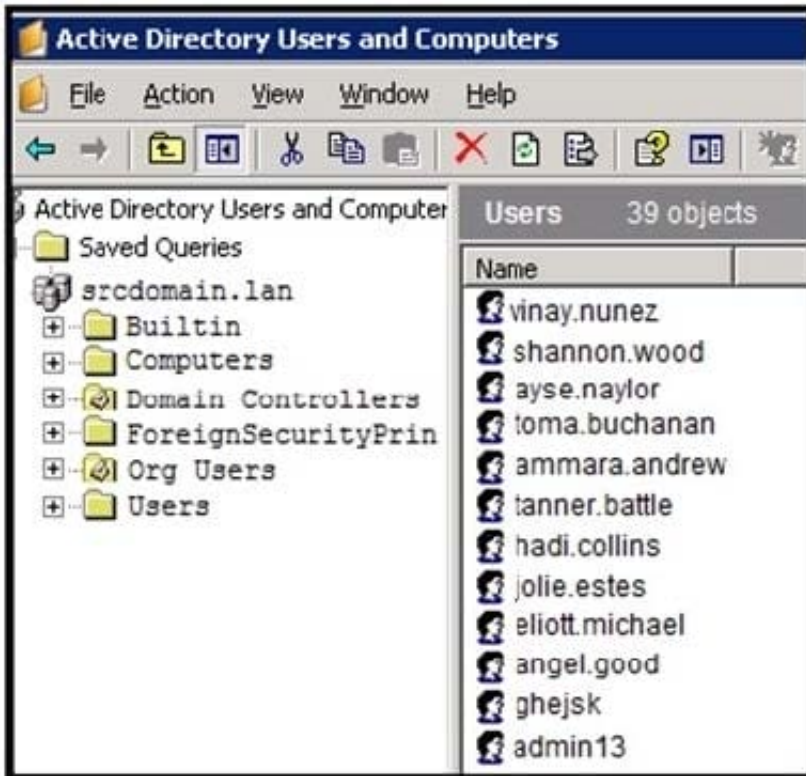 Active Directory Users and Computers
File Action View Window Help
Active Directory Users and Computer
Saved Queries
srcdomain.lan
Builtin
Computers
Domain Controllers
ForeignSecurityPrin
Org Users
Users
Users 39 objects
Name
vinay.nunez
shannon.wood
ayse.naylor
toma.buchanan
ammara.andrew
tanner.battle
hadi.collins
jolie.estes
eliott.michael
angel.good
ghejsk
admin13